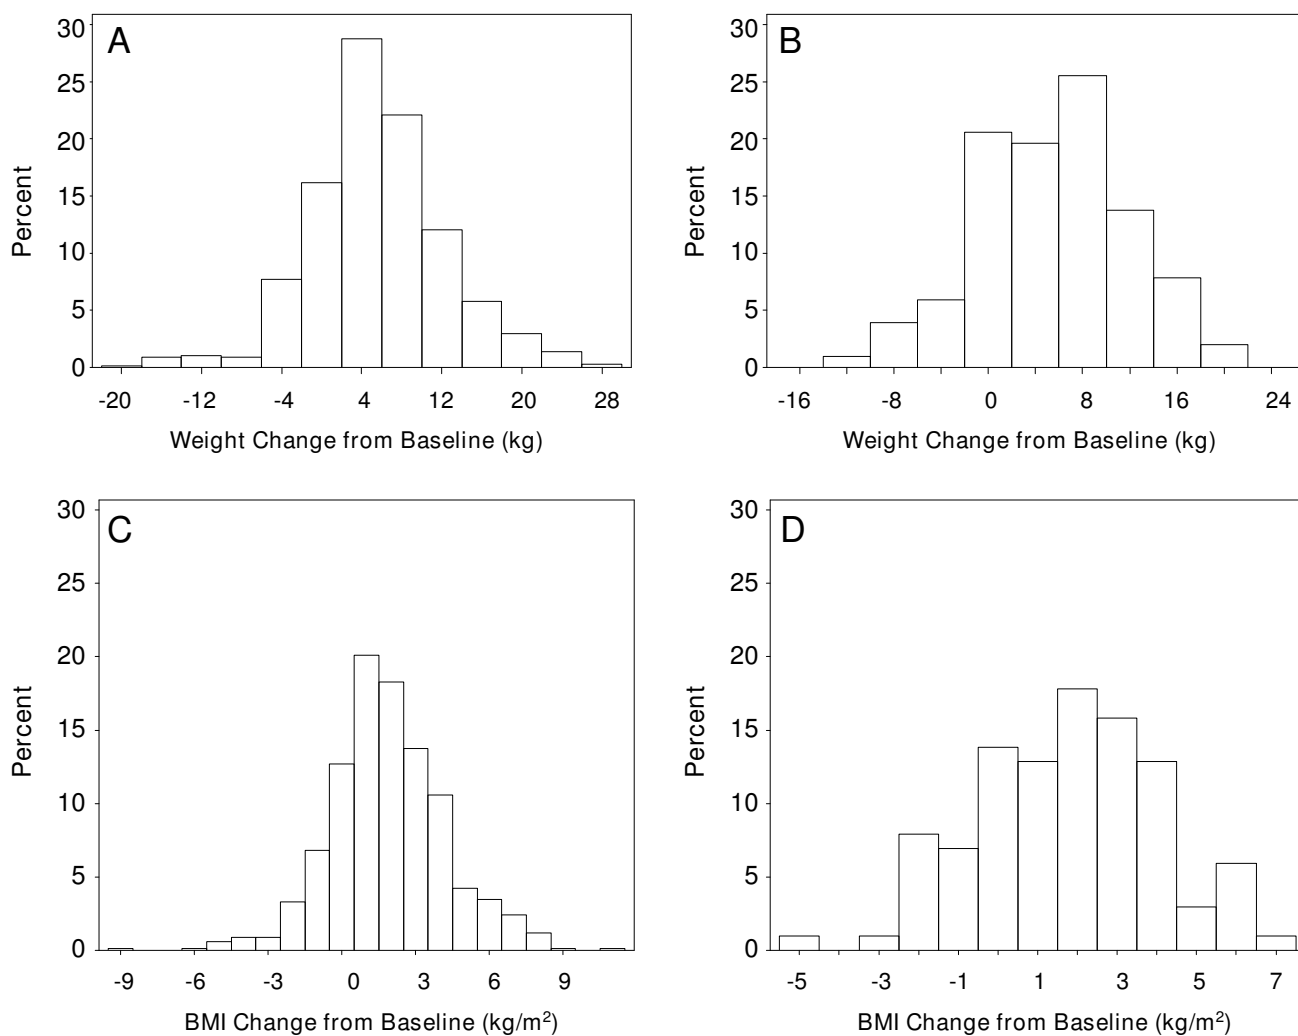 A
30
25
20
15
10
5
0
Percent
-20 -12 -4 4 12 20 28
Weight Change from Baseline (kg)
B
30
25
20
15
10
5
0
Percent
-16 -8 0 8 16 24
Weight Change from Baseline (kg)
C
30
25
20
15
10
5
0
Percent
-9 -3 0 3 6 9
BMI Change from Baseline (kg/m²)
D
30
25
20
15
10
5
0
Percent
-5 -3 -1 1 3 5 7
BMI Change from Baseline (kg/m²)